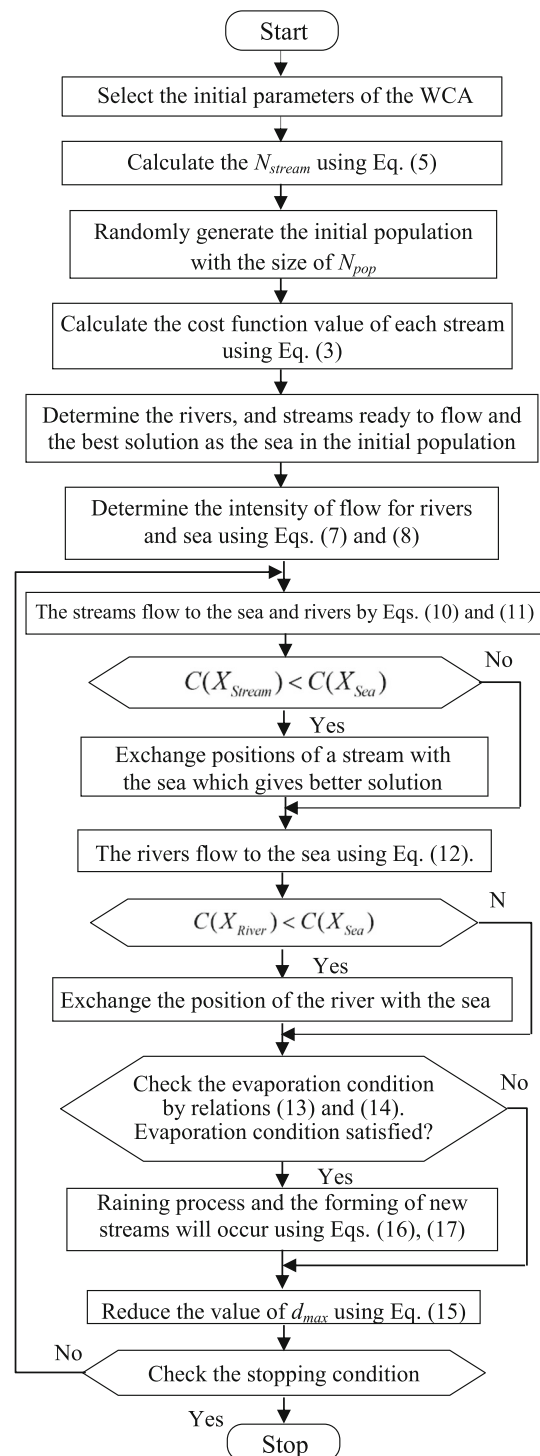 Start
Select the initial parameters of the WCA
Calculate the N_stream using Eq. (5)
Randomly generate the initial population
with the size of N_pop
Calculate the cost function value of each stream
using Eq. (3)
Determine the rivers, and streams ready to flow and
the best solution as the sea in the initial population
Determine the intensity of flow for rivers
and sea using Eqs. (7) and (8)
The streams flow to the sea and rivers by Eqs. (10) and (11)
C(X_Stream) < C(X_Sea)
No
Yes
Exchange positions of a stream with
the sea which gives better solution
The rivers flow to the sea using Eq. (12).
C(X_River) < C(X_Sea)
N
Yes
Exchange the position of the river with the sea
Check the evaporation condition
by relations (13) and (14).
Evaporation condition satisfied?
No
Yes
Raining process and the forming of new
streams will occur using Eqs. (16), (17)
Reduce the value of d_max using Eq. (15)
No
Check the stopping condition
Yes
Stop